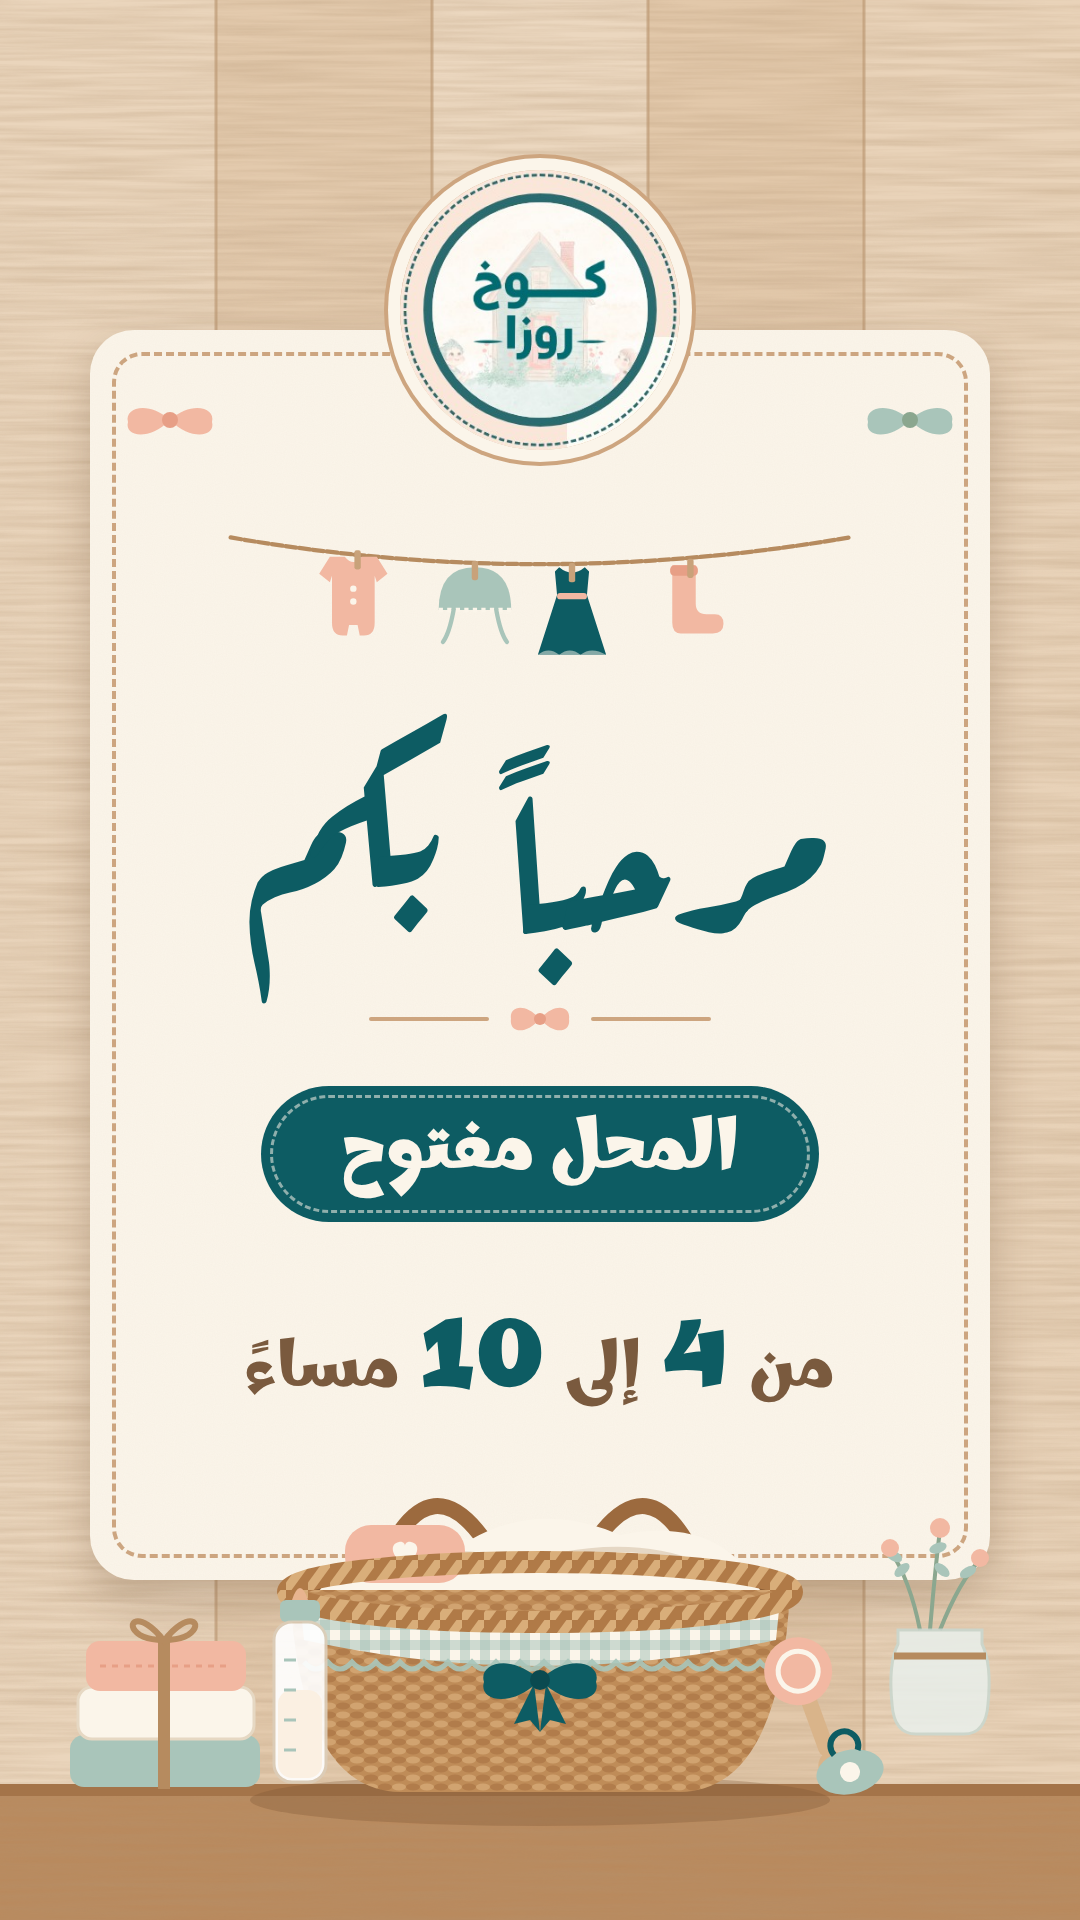 كوخ
روزا
مرحباً بكم
المحل مفتوح
من 4 إلى 10 مساءً